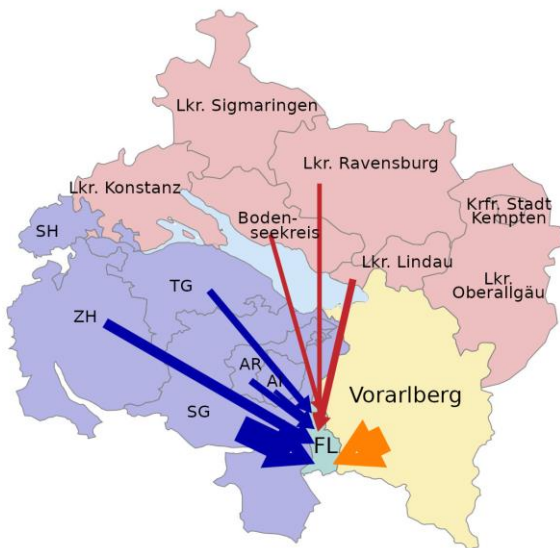 Lkr. Sigmaringen
Lkr. Ravensburg
Lkr. Konstanz
Boden-
seekreis
Krfr. Stadt
Kempten
SH
Lkr. Lindau
Lkr.
Oberallgäu
TG
ZH
AR
AI
Vorarlberg
SG
FL